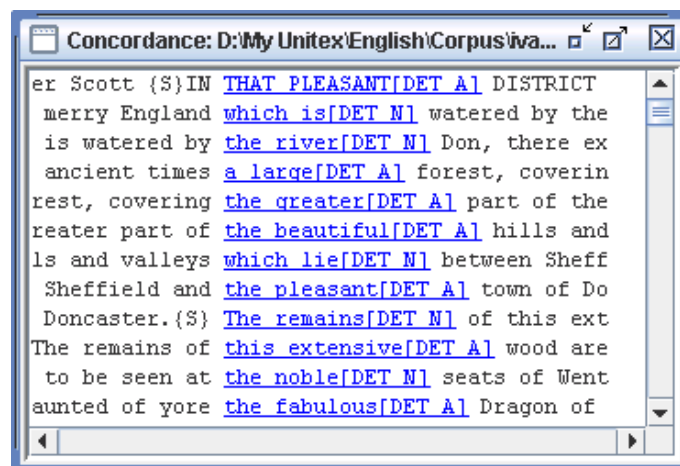 Concordance: D:\My Unitex\English\Corpus\iva...
er Scott {S}IN THAT PLEASANT[DET A] DISTRICT
merry England which is[DET N] watered by the
is watered by the river[DET N] Don, there ex
ancient times a large[DET A] forest, coverin
rest, covering the greater[DET A] part of the
reater part of the beautiful[DET A] hills and
ls and valleys which lie[DET N] between Sheff
Sheffield and the pleasant[DET A] town of Do
Doncaster.{S} The remains[DET N] of this ext
The remains of this extensive[DET A] wood are
to be seen at the noble[DET N] seats of Went
aunted of yore the fabulous[DET A] Dragon of